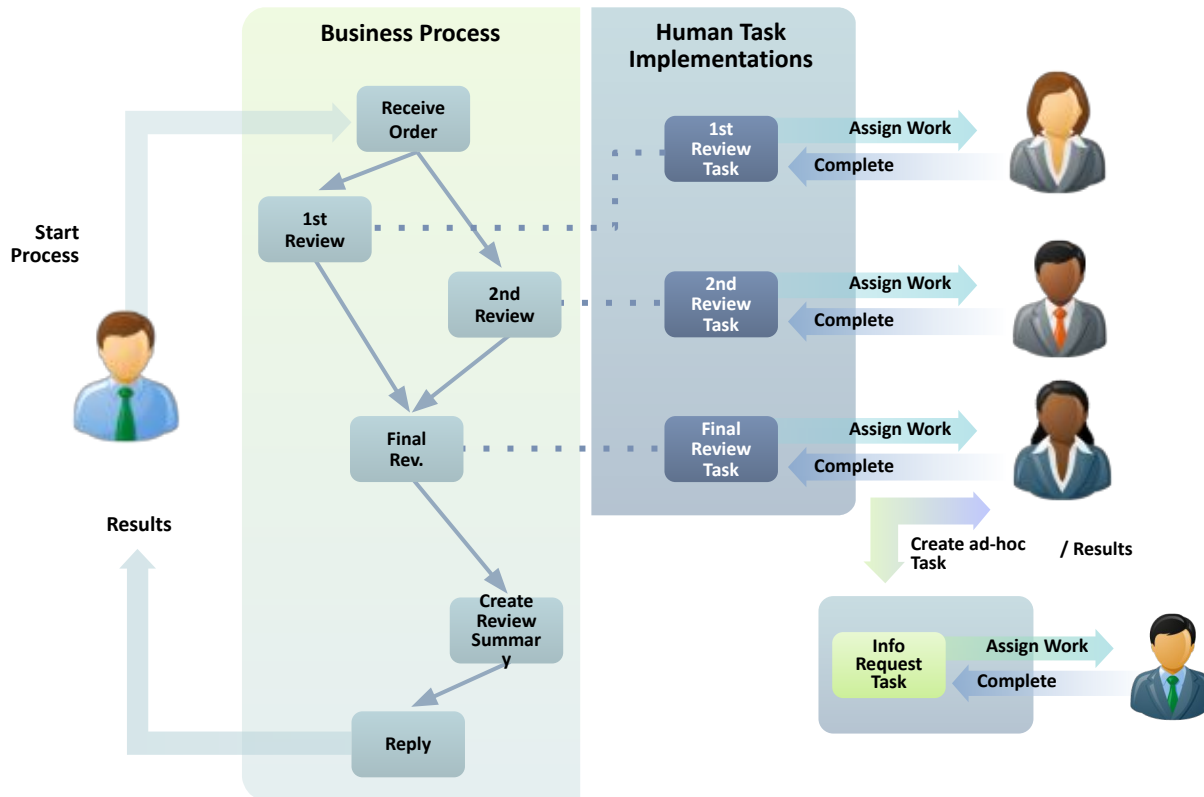 Business Process
Human Task
Implementations
Receive
Order
1st
Review
Task
Assign Work
Complete
Start
Process
1st
Review
2nd
Review
2nd
Review
Task
Assign Work
Complete
Final
Rev.
Final
Review
Task
Assign Work
Complete
Results
Create ad-hoc
Task
/ Results
Create
Review
Summar
y
Info
Request
Task
Assign Work
Complete
Reply